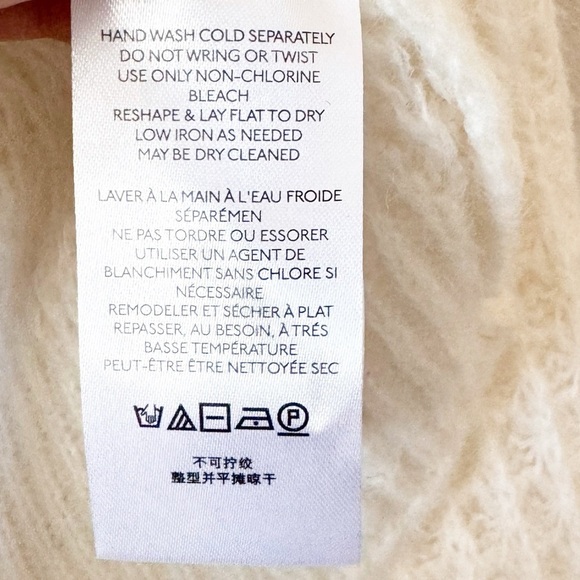 HAND WASH COLD SEPARATELY
DO NOT WRING OR TWIST
USE ONLY NON-CHLORINE
BLEACH
RESHAPE & LAY FLAT TO DRY
LOW IRON AS NEEDED
MAY BE DRY CLEANED
LAVER À LA MAIN À L'EAU FROIDE
SÉPARÉMEN
NE PAS TORDRE OU ESSORER
UTILISER UN AGENT DE
BLANCHIMENT SANS CHLORE SI
NÉCESSAIRE
REMODELER ET SÉCHER À PLAT
REPASSER, AU BESOIN, À TRÉS
BASSE TEMPÉRATURE
PEUT-ÊTRE ÊTRE NETTOYÉE SEC
P
不可拧绞
整型并平摊晾干